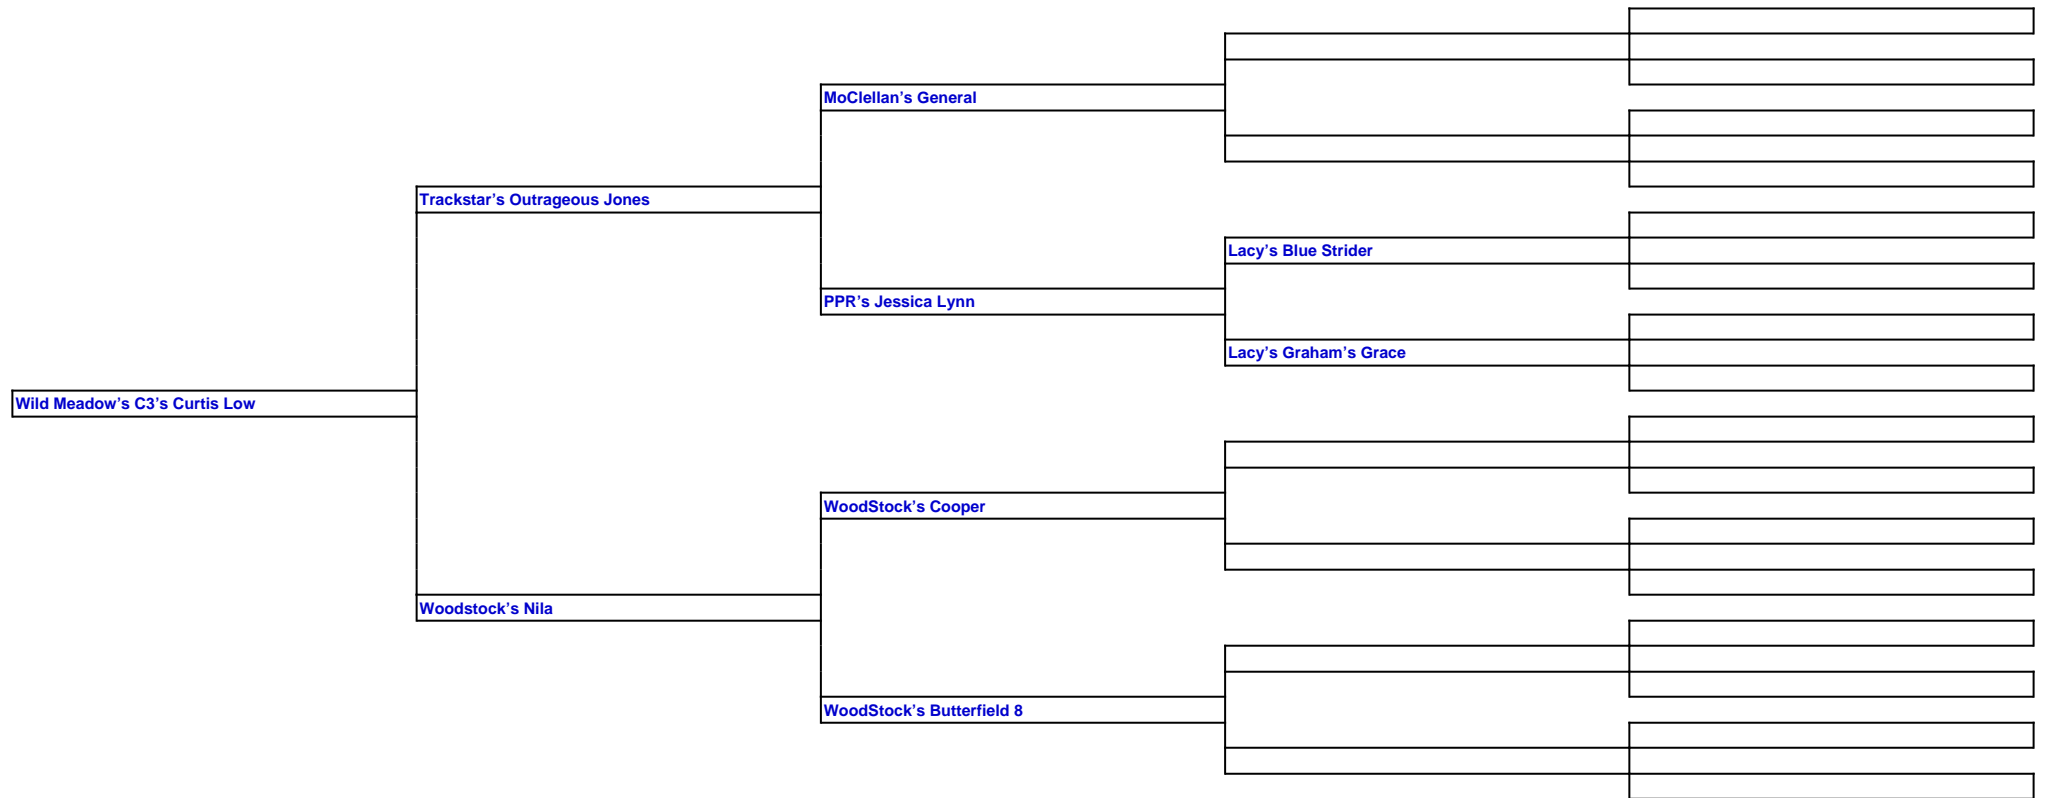 MoClellan’s General
Trackstar’s Outrageous Jones
Lacy’s Blue Strider
PPR’s Jessica Lynn
Lacy’s Graham’s Grace
Wild Meadow’s C3’s Curtis Low
WoodStock’s Cooper
Woodstock’s Nila
WoodStock’s Butterfield 8